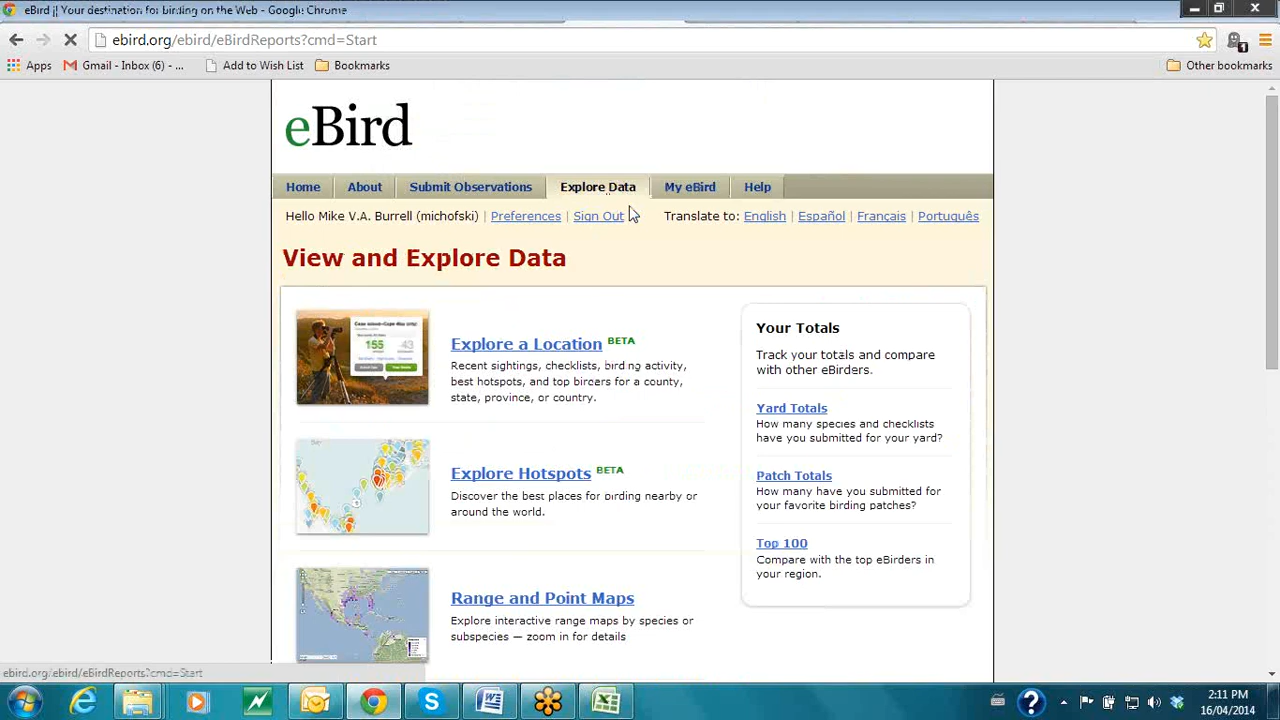 eBird || Your destination for birding on the Web - Google Chrome
ebird.org/ebird/eBirdReports?cmd=Start
1
Apps
Gmail - Inbox (6) - ...
Add to Wish List
Bookmarks
Other bookmarks
eBird
Home
About
Submit Observations
Explore Data
My eBird
Help
Hello Mike V.A. Burrell (michofski) | Preferences | Sign Out
Translate to: English | Español | Français | Português
View and Explore Data
155
43
Explore a Location BETA
Recent sightings, checklists, birding activity,
best hotspots, and top birders for a county,
state, province, or country.
Explore Hotspots BETA
Discover the best places for birding nearby or
around the world.
Range and Point Maps
Explore interactive range maps by species or
subspecies — zoom in for details
Your Totals
Track your totals and compare
with other eBirders.
Yard Totals
How many species and checklists
have you submitted for your yard?
Patch Totals
How many have you submitted for
your favorite birding patches?
Top 100
Compare with the top eBirders in
your region.
ebird.org/ebird/eBirdReports?cmd=Start
2:11 PM
16/04/2014